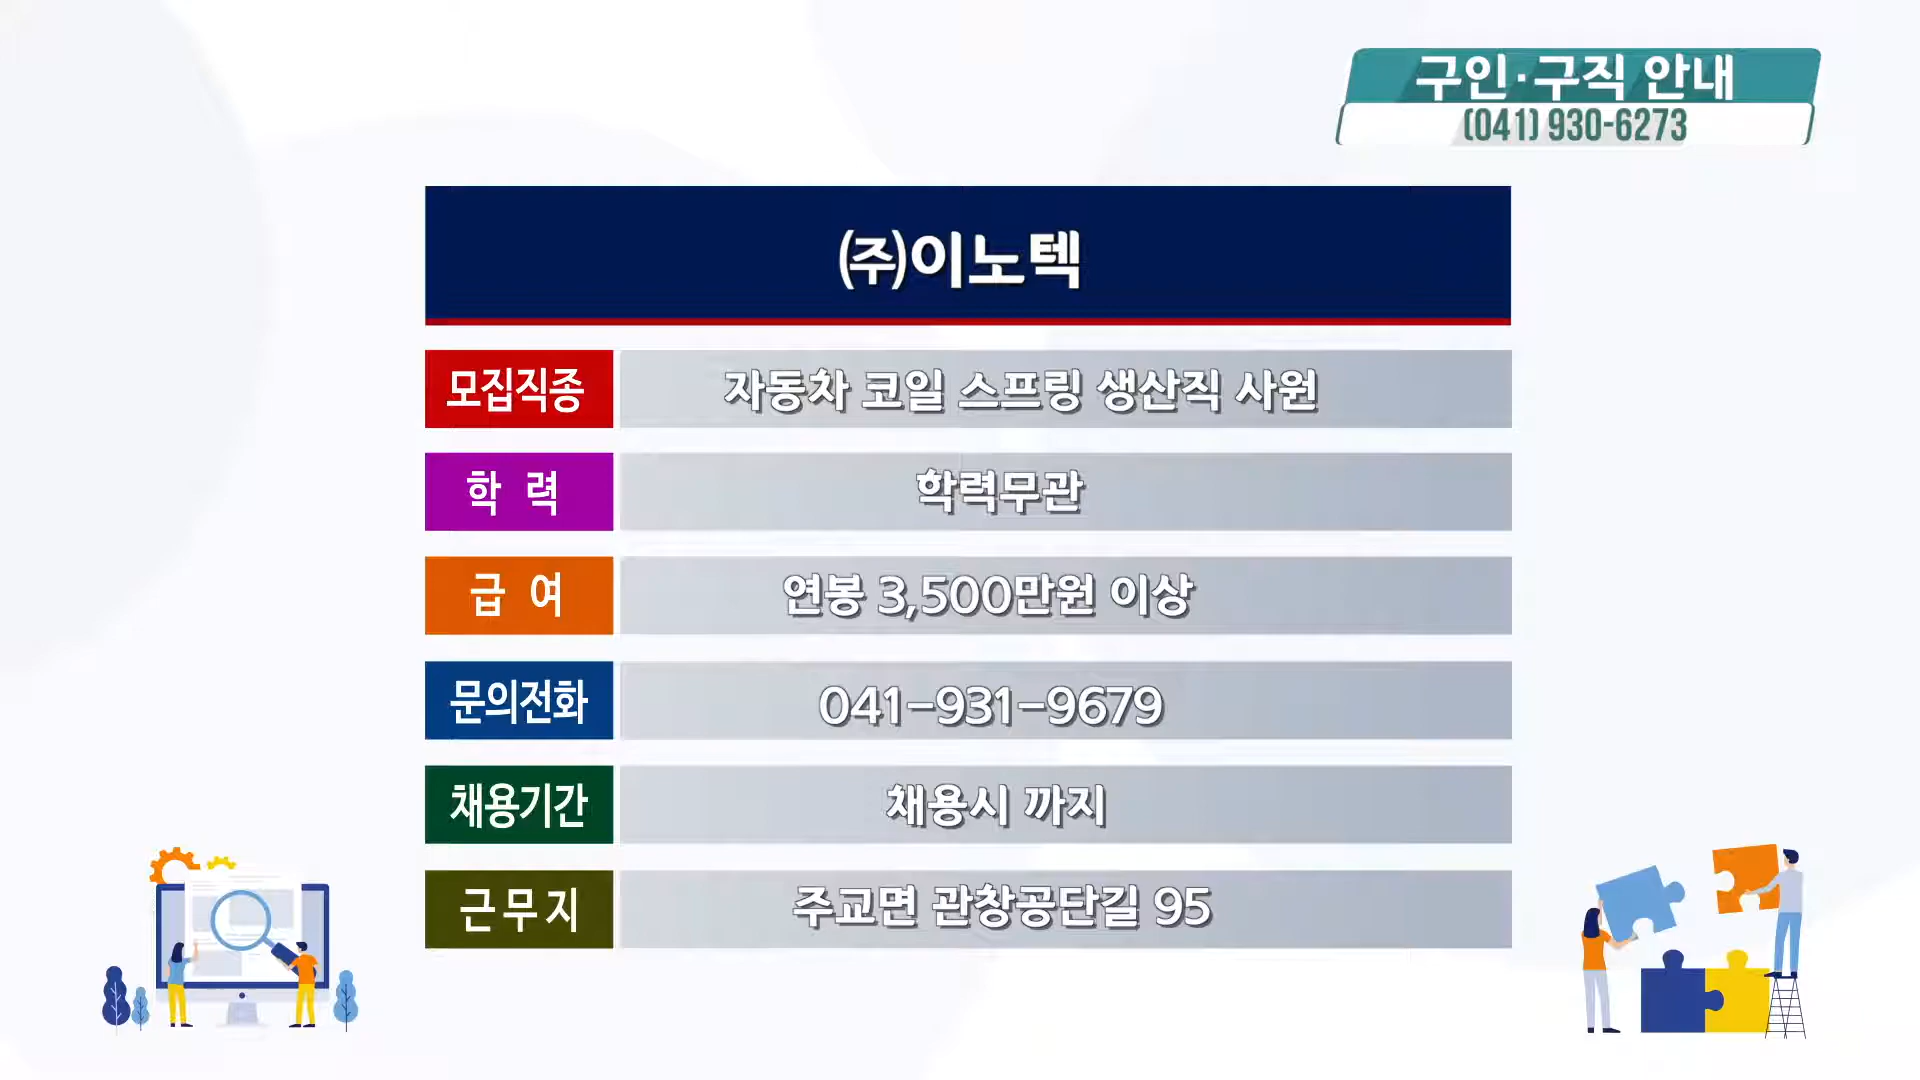 구인·구직 안내
(041) 930-6273
㈜이노텍
모집직종 자동차 코일 스프링 생산직 사원
학 력 학력무관
급 여 연봉 3,500만원 이상
문의전화 041-931-9679
채용기간 채용시 까지
근무지 주교면 관창공단길 95